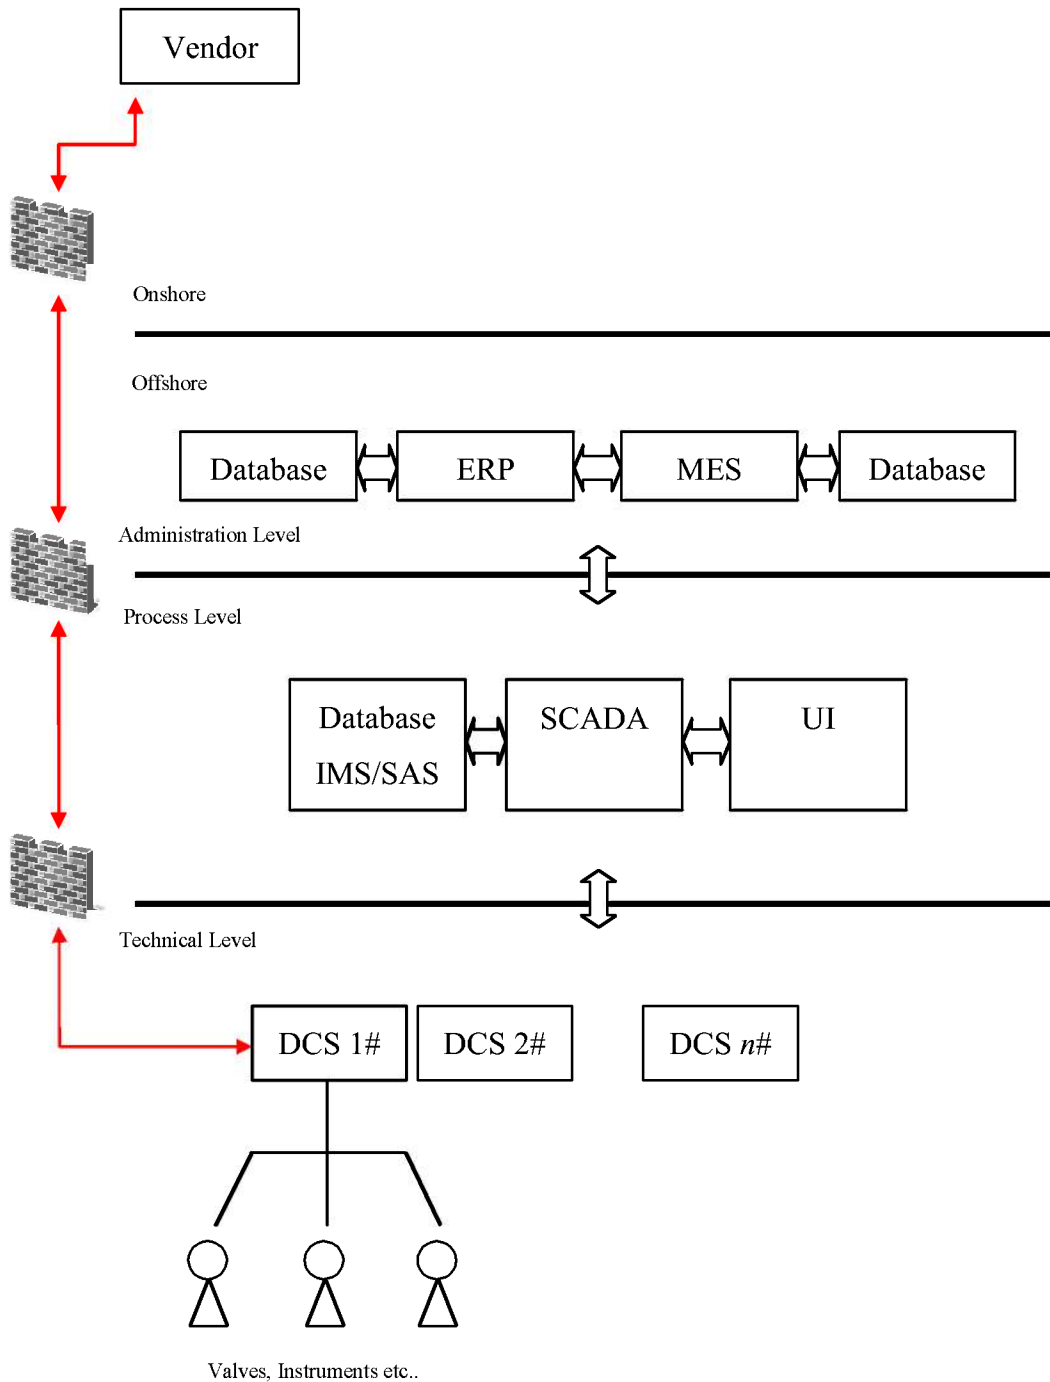 Vendor
Onshore
Offshore
Database
ERP
MES
Database
Administration Level
Process Level
Database
IMS/SAS
SCADA
UI
Technical Level
DCS 1#
DCS 2#
DCS n#
Valves, Instruments etc..